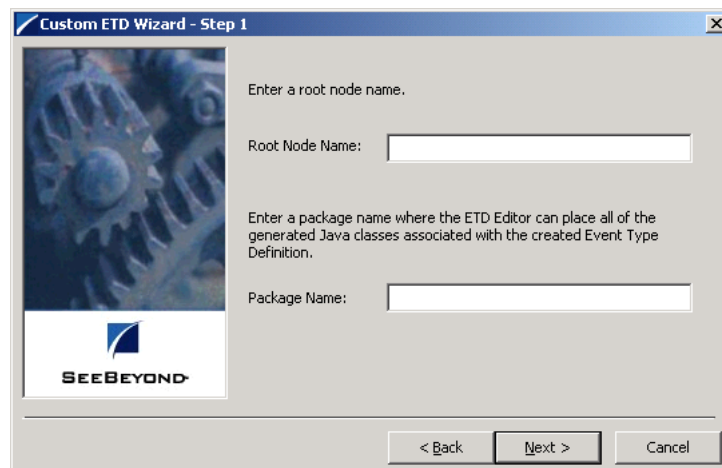 Custom ETD Wizard - Step 1
Enter a root node name.
Root Node Name:
Enter a package name where the ETD Editor can place all of the
generated Java classes associated with the created Event Type
Definition.
Package Name:
SEEBEYOND
< Back
Next >
Cancel